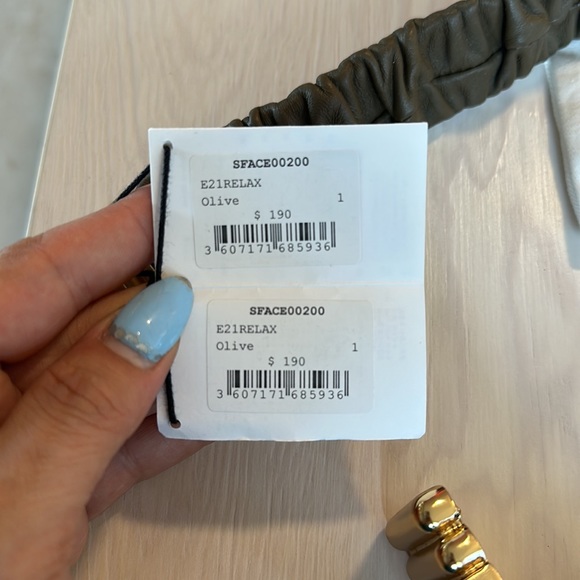 SFACE00200
E21RELAX
Olive 1
$ 190
3 607171 685936
SFACE00200
E21RELAX
Olive 1
$ 190
3 607171 685936